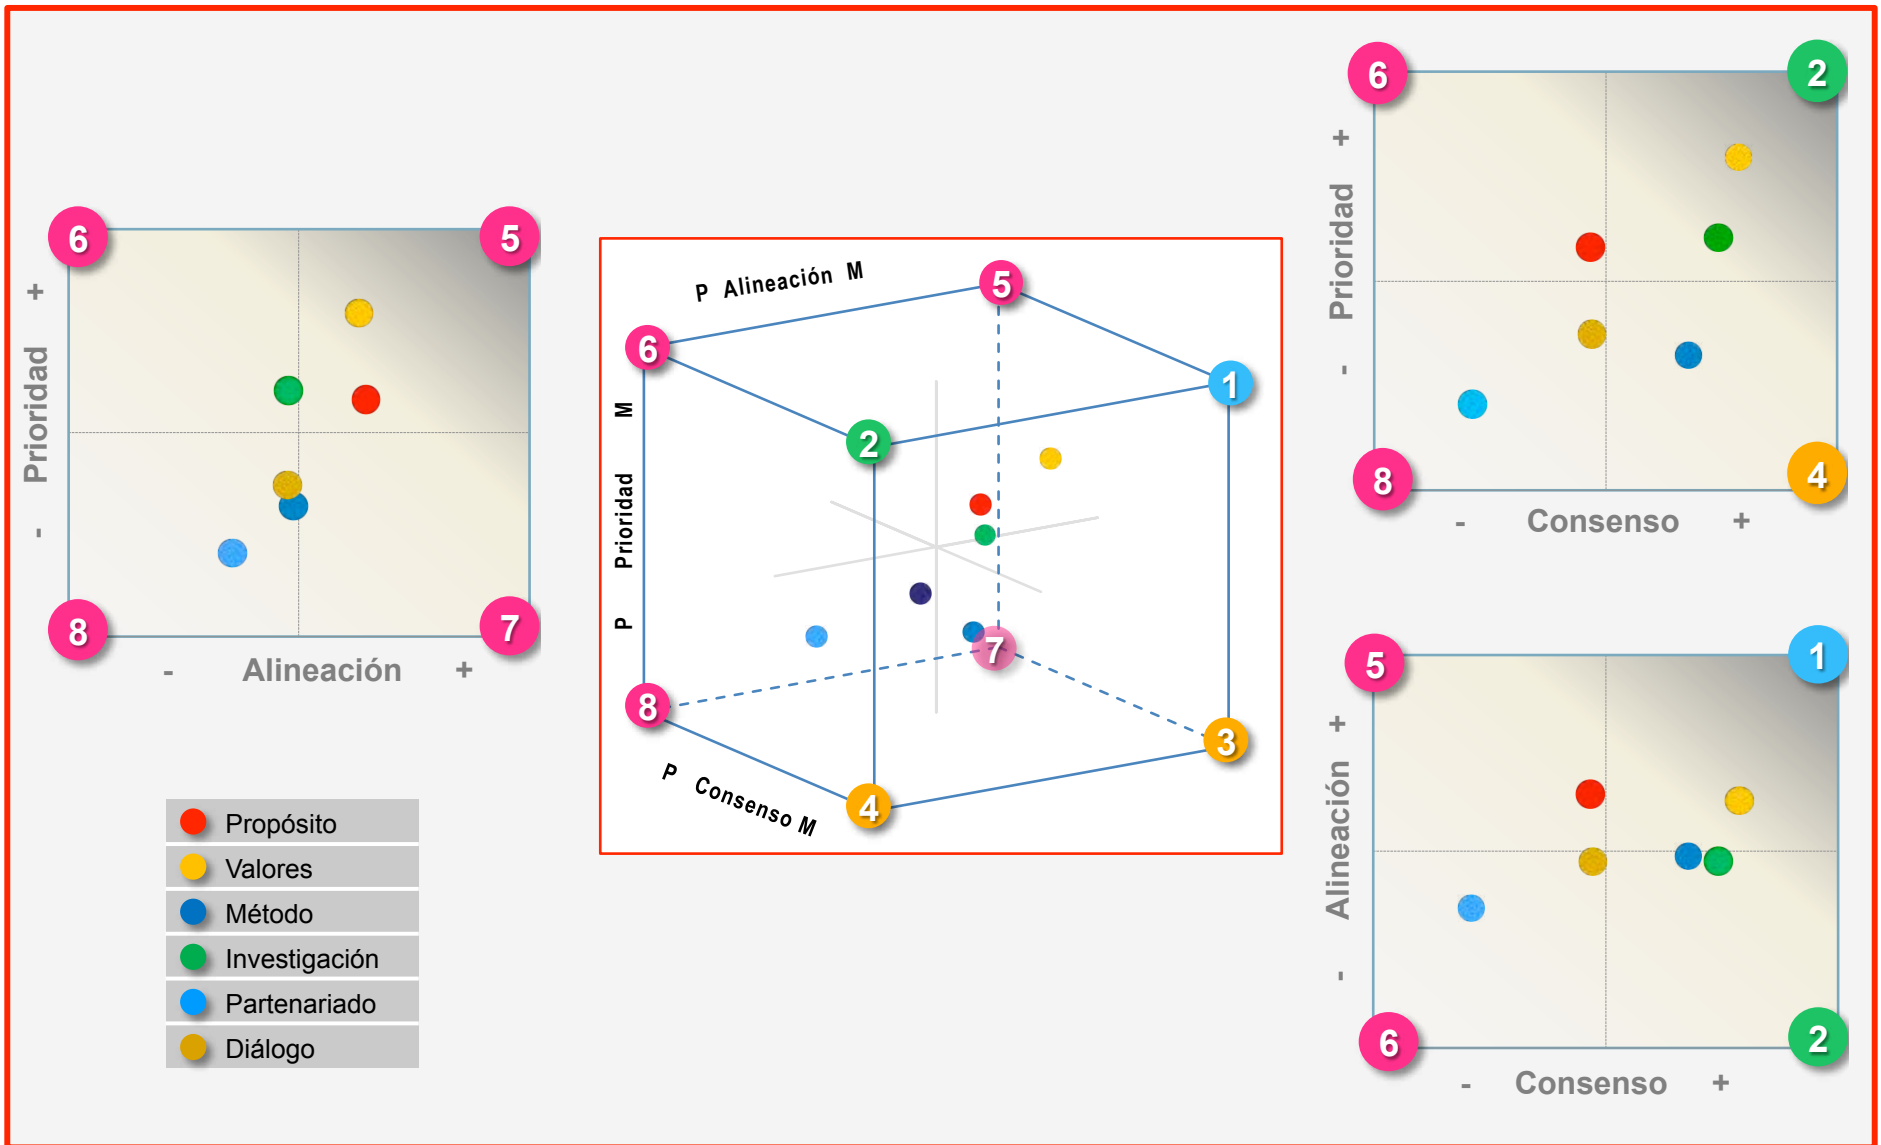 6
5
- Prioridad +
8
7
- Alineación +
Propósito
Valores
Método
Investigación
Partenariado
Diálogo
P Alineación M
5
6
1
2
P Prioridad M
7
8
3
4
P Consenso M
6
2
- Prioridad +
8
4
- Consenso +
5
1
- Alineación +
6
2
- Consenso +